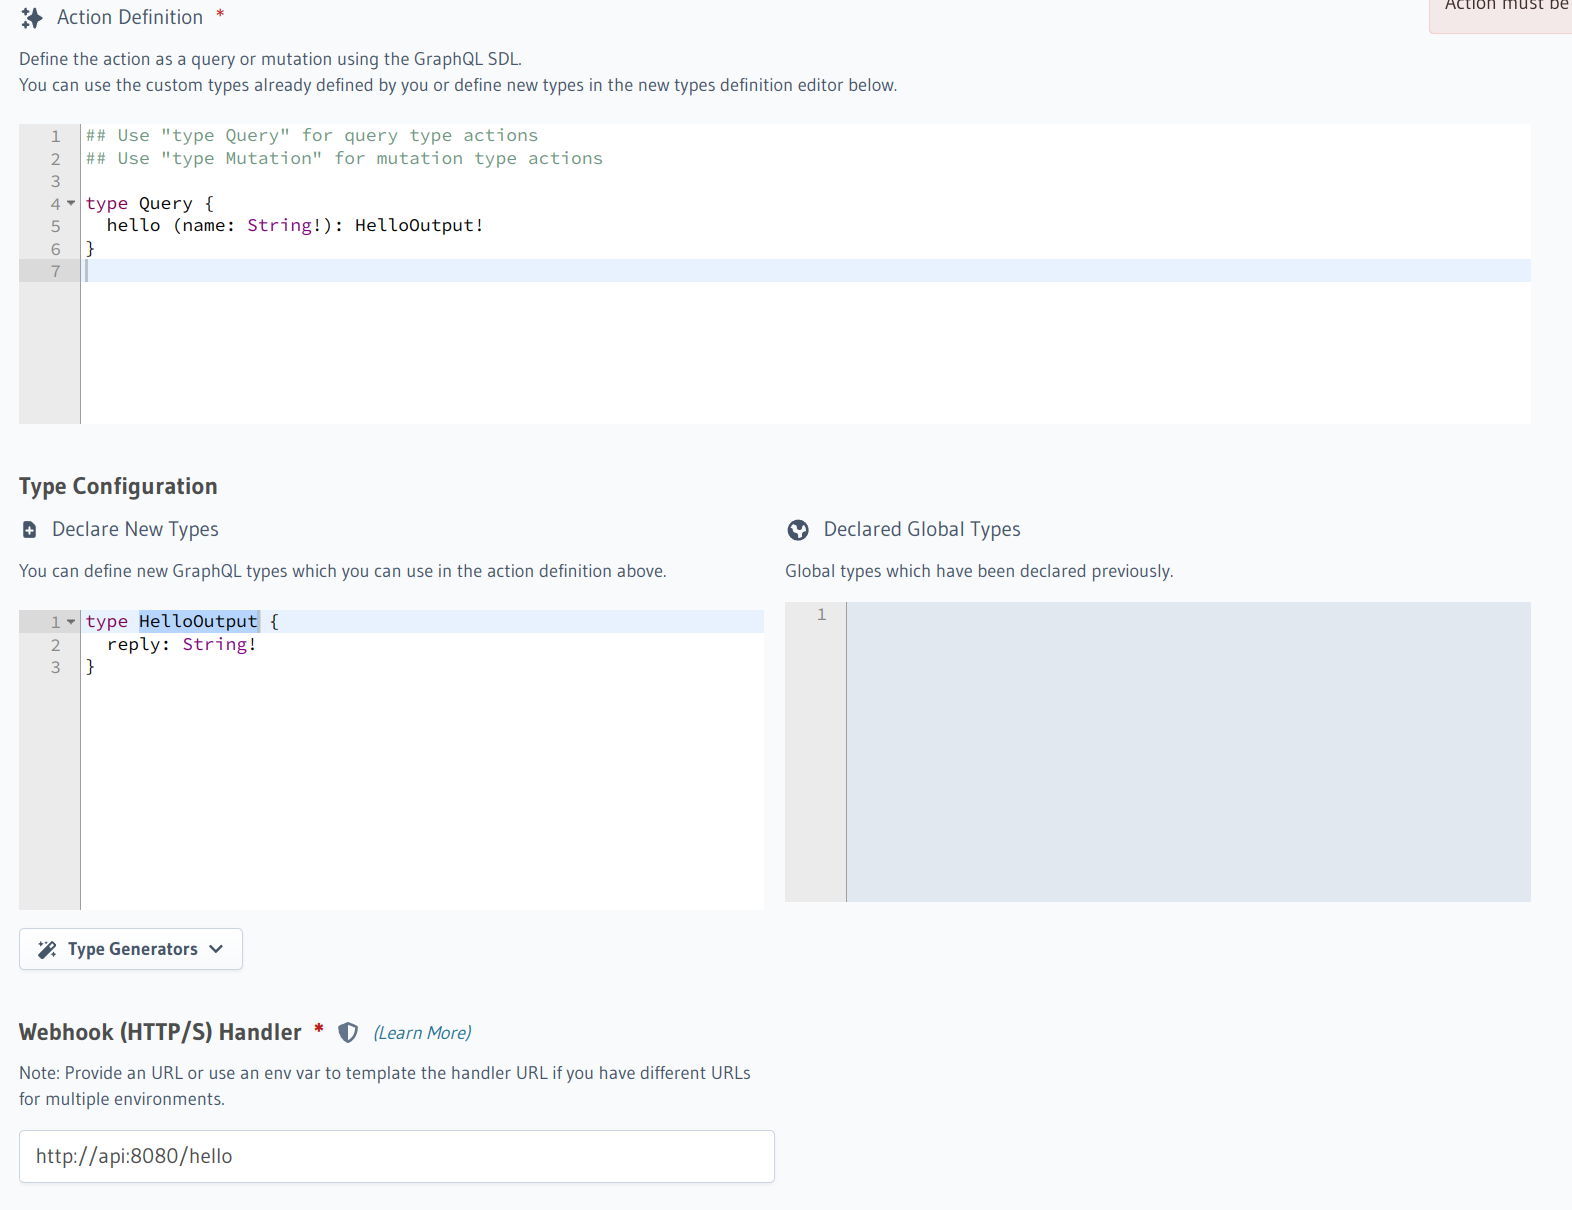 Action must be
Action Definition *
Define the action as a query or mutation using the GraphQL SDL.
You can use the custom types already defined by you or define new types in the new types definition editor below.
1 ## Use "type Query" for query type actions
2 ## Use "type Mutation" for mutation type actions
3
4 type Query {
5 hello (name: String!): HelloOutput!
6 }
7
Type Configuration
Declare New Types
You can define new GraphQL types which you can use in the action definition above.
1 type HelloOutput {
2 reply: String!
3 }
Declared Global Types
Global types which have been declared previously.
1
Type Generators
Webhook (HTTP/S) Handler * (Learn More)
Note: Provide an URL or use an env var to template the handler URL if you have different URLs
for multiple environments.
http://api:8080/hello